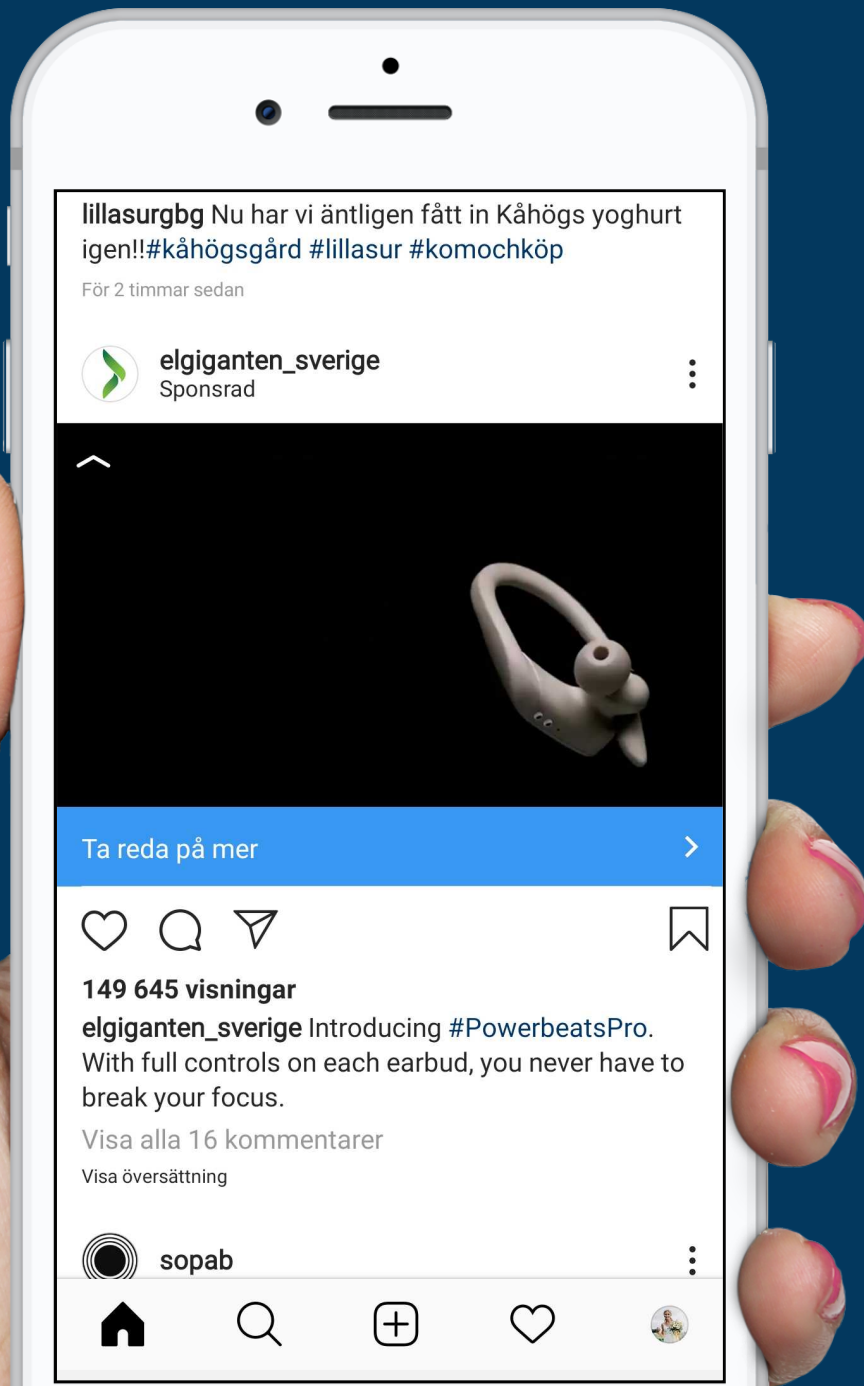 lillasurgbg Nu har vi äntligen fått in Kåhögs yoghurt
igen!!#kåhögsgård #lillasur #komochköp
För 2 timmar sedan
elgiganten_sverige
Sponsrad
Ta reda på mer
149 645 visningar
elgiganten_sverige Introducing #PowerbeatsPro.
With full controls on each earbud, you never have to
break your focus.
Visa alla 16 kommentarer
Visa översättning
sopab